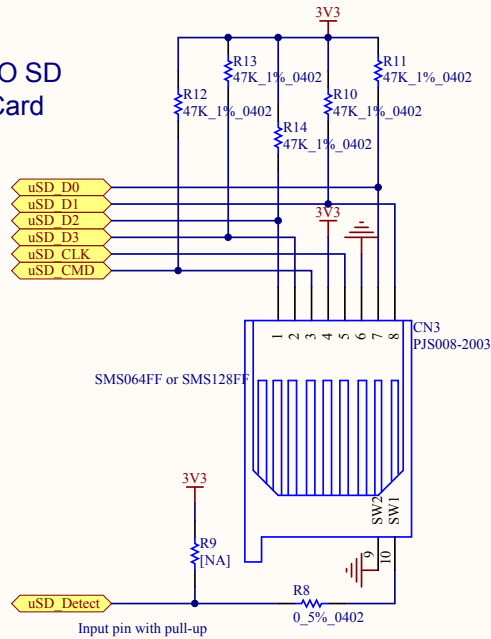 3V3
O SD
Card
R13
47K_1%_0402
R11
47K_1%_0402
R12
47K_1%_0402
R10
47K_1%_0402
R14
47K_1%_0402
uSD_D0
uSD_D1
uSD_D2
uSD_D3
uSD_CLK
uSD_CMD
3V3
1 2 3 4 5 6 7 8
CN3
PJS008-2003
SMS064FF or SMS128FF
SW2
SW1
9
10
3V3
R9
[NA]
R8
0_5%_0402
uSD_Detect
Input pin with pull-up